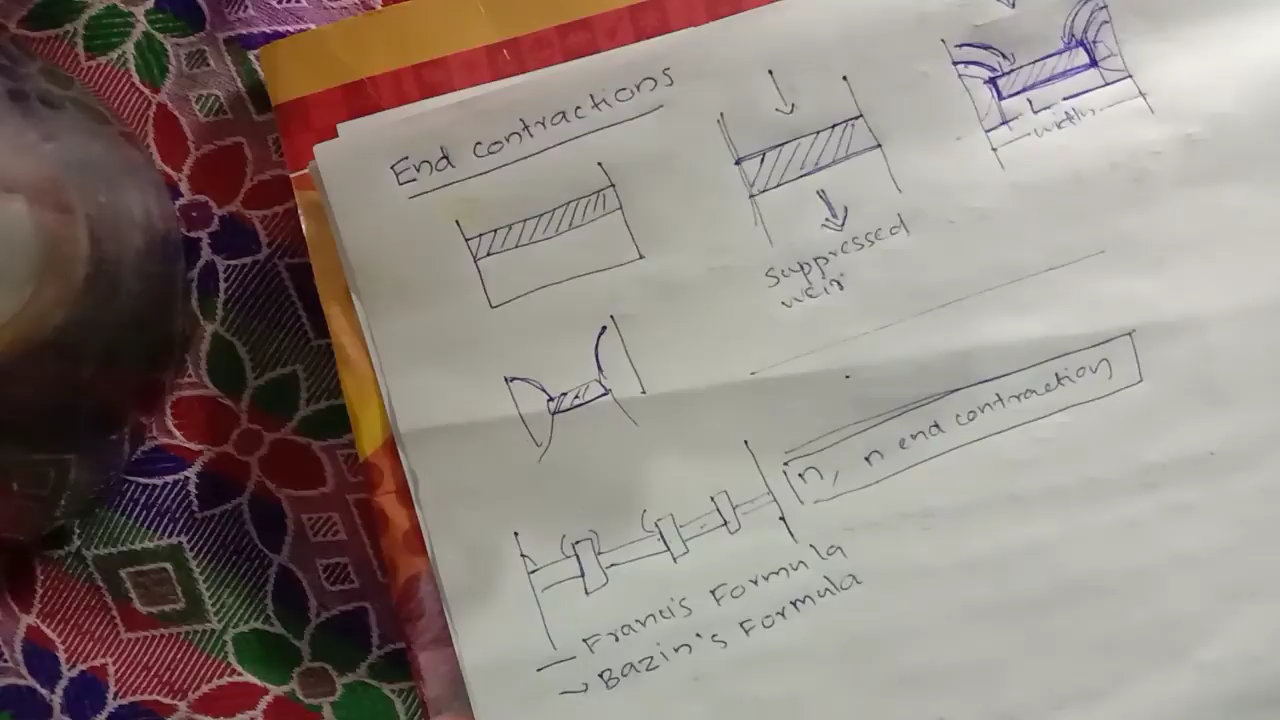 End contractions
L
width
suppressed
weir
n, n end contraction
Francis Formula
Bazin's Formula